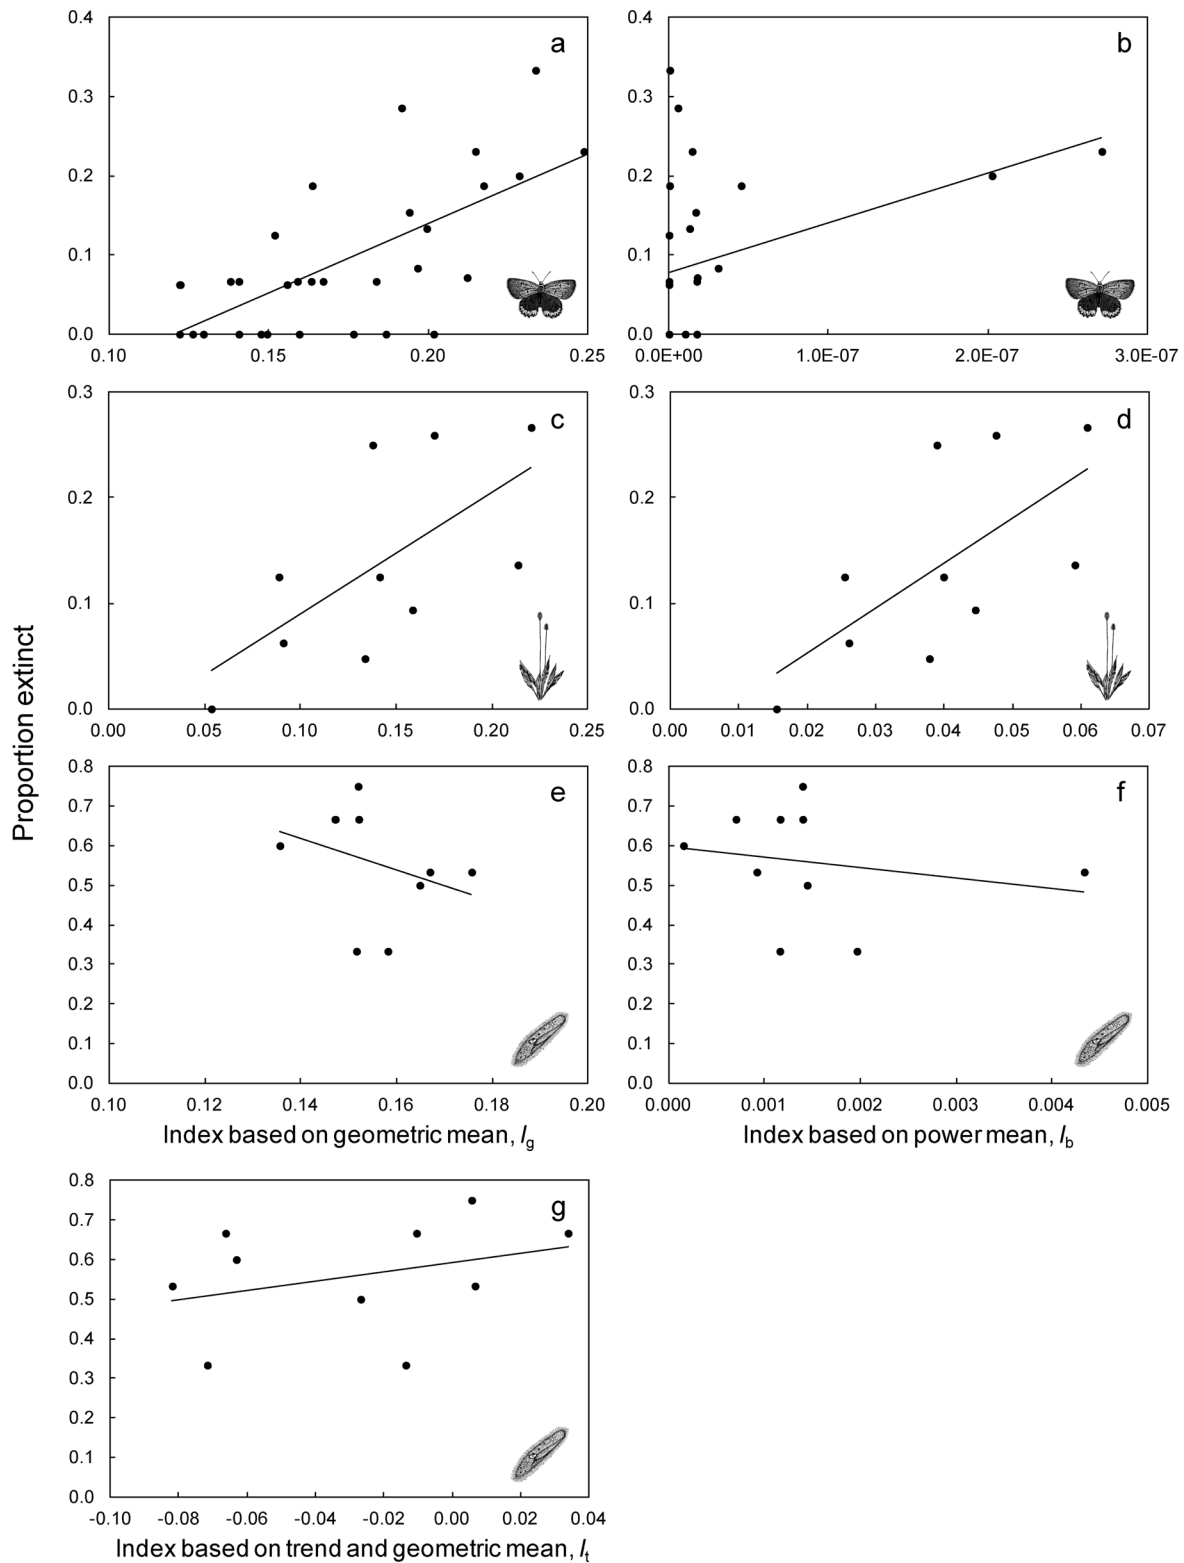 Proportion extinct
a
0.4
0.3
0.2
0.1
0.0
0.10 0.15 0.20 0.25
b
0.4
0.3
0.2
0.1
0.0
0.0E+00 1.0E-07 2.0E-07 3.0E-07
c
0.3
0.2
0.1
0.0
0.00 0.05 0.10 0.15 0.20 0.25
d
0.3
0.2
0.1
0.0
0.00 0.01 0.02 0.03 0.04 0.05 0.06 0.07
e
0.8
0.7
0.6
0.5
0.4
0.3
0.2
0.1
0.0
0.10 0.12 0.14 0.16 0.18 0.20
Index based on geometric mean, Ig
f
0.8
0.7
0.6
0.5
0.4
0.3
0.2
0.1
0.0
0.000 0.001 0.002 0.003 0.004 0.005
Index based on power mean, Ib
g
0.8
0.7
0.6
0.5
0.4
0.3
0.2
0.1
0.0
-0.10 -0.08 -0.06 -0.04 -0.02 0.00 0.02 0.04
Index based on trend and geometric mean, It